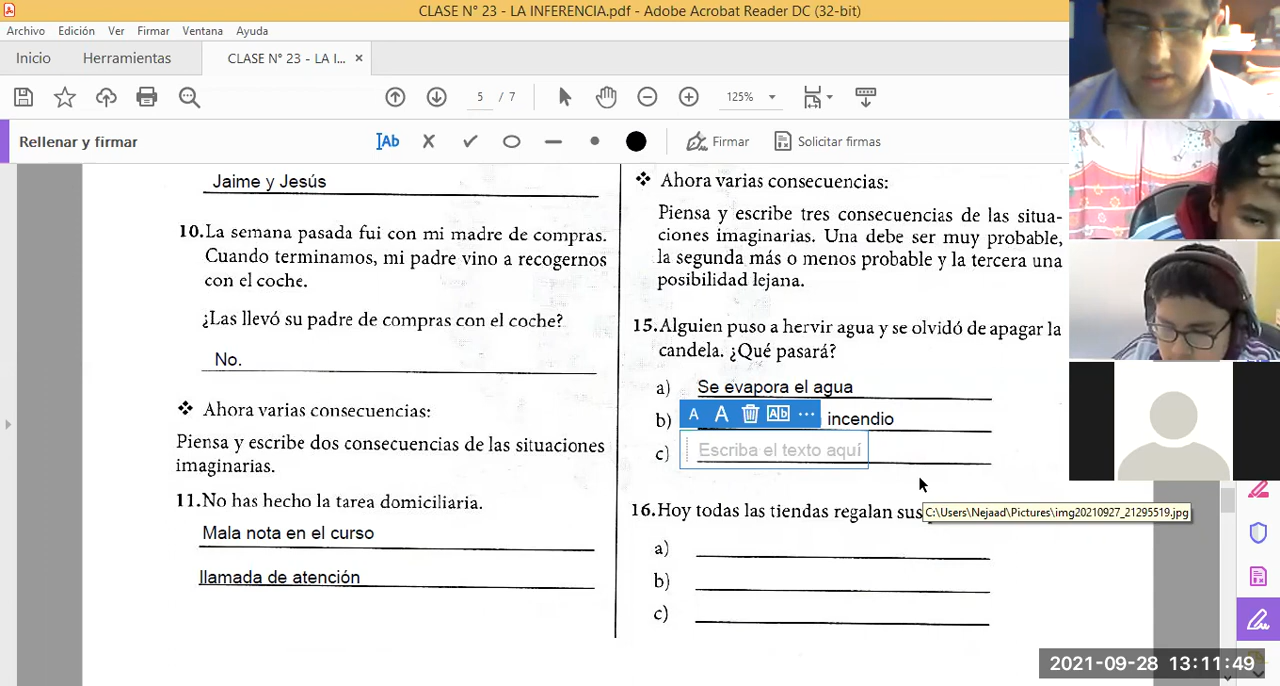 CLASE N° 23 - LA INFERENCIA.pdf - Adobe Acrobat Reader DC (32-bit)
Archivo Edición Ver Firmar Ventana Ayuda
Inicio Herramientas CLASE N° 23 - LA I... ×
5 / 7 125%
Rellenar y firmar Ab Firmar Solicitar firmas
Jaime y Jesús
10. La semana pasada fui con mi madre de compras.
Cuando terminamos, mi padre vino a recogernos
con el coche.
¿Las llevó su padre de compras con el coche?
No.
❖ Ahora varias consecuencias:
Piensa y escribe dos consecuencias de las situaciones
imaginarias.
11. No has hecho la tarea domiciliaria.
Mala nota en el curso
llamada de atención
❖ Ahora varias consecuencias:
Piensa y escribe tres consecuencias de las situa-
ciones imaginarias. Una debe ser muy probable,
la segunda más o menos probable y la tercera una
posibilidad lejana.
15. Alguien puso a hervir agua y se olvidó de apagar la
candela. ¿Qué pasará?
a) Se evapora el agua
A A Ab ...
b) incendio
c) Escriba el texto aquí
16. Hoy todas las tiendas regalan sus
C:\Users\Nejaad\Pictures\img20210927_21295519.jpg
a)
b)
c)
2021-09-28 13:11:49